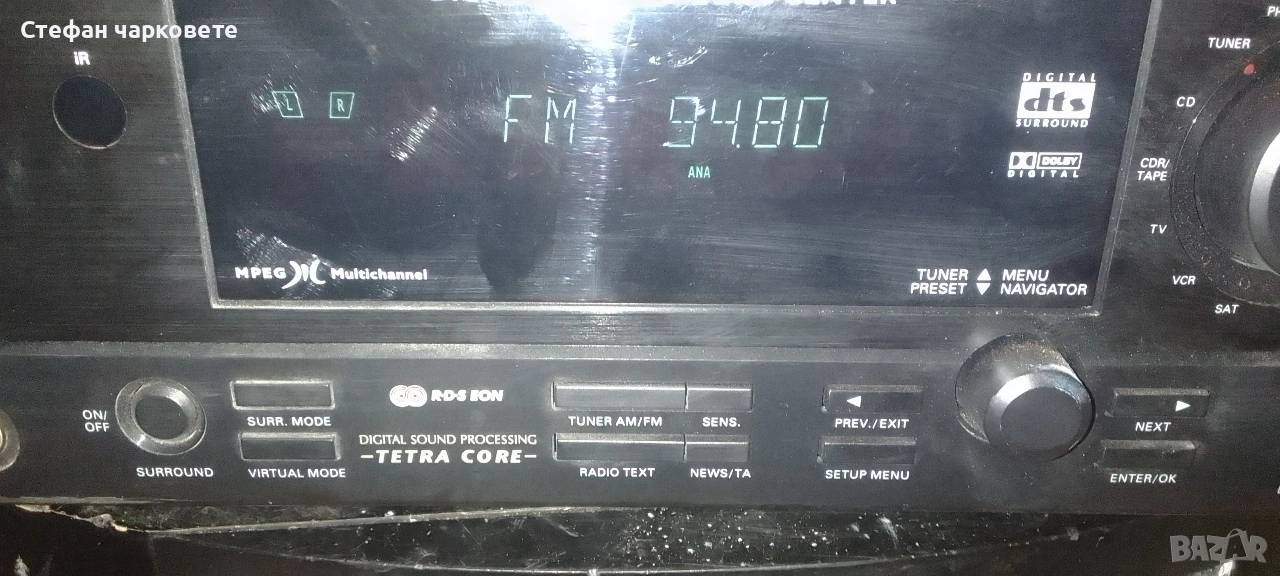 Стефан чарковете
iR
TUNER
L R FM 94.80
DIGITAL
dts
SURROUND
CD
ANA
DOLBY
DIGITAL
CDR/
TAPE
TV
MPEG Multichannel
TUNER MENU
PRESET NAVIGATOR
VCR
SAT
ON/
OFF
SURROUND
SURR. MODE
VIRTUAL MODE
R·D·S EON
DIGITAL SOUND PROCESSING
–TETRA CORE–
TUNER AM/FM SENS.
RADIO TEXT NEWS/TA
PREV./EXIT
SETUP MENU
NEXT
ENTER/OK
BAZAR